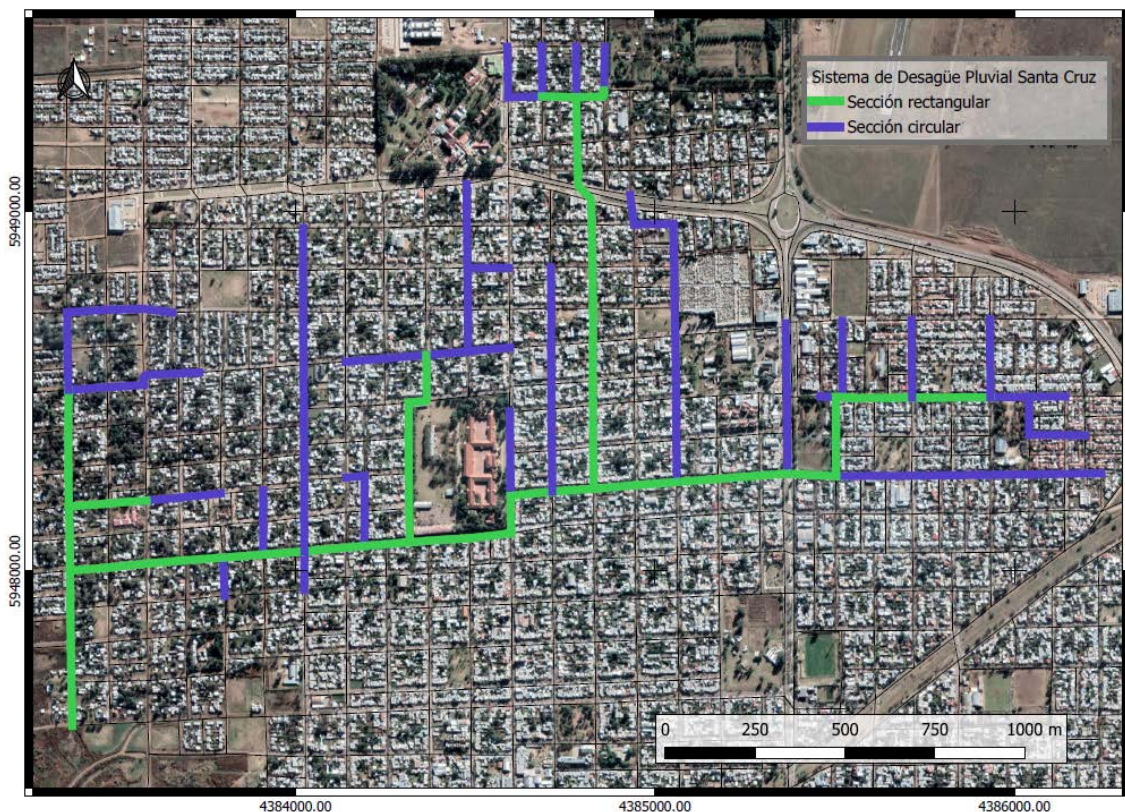 Sistema de Desagüe Pluvial Santa Cruz
Sección rectangular
Sección circular
5949000.00
5948000.00
0 250 500 750 1000 m
4384000.00 4385000.00 4386000.00